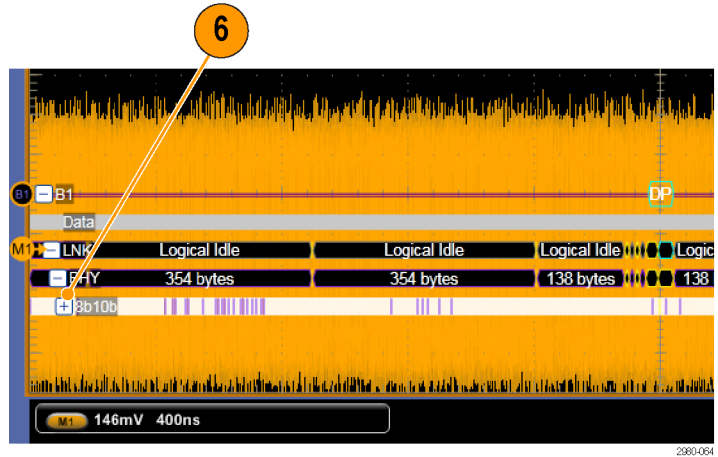 6
B1 B1 DP
Data
M1 LNK Logical Idle Logical Idle Logical Idle Logic
PHY 354 bytes 354 bytes 138 bytes 138
8b10b
M1 146mV 400ns
2980-064